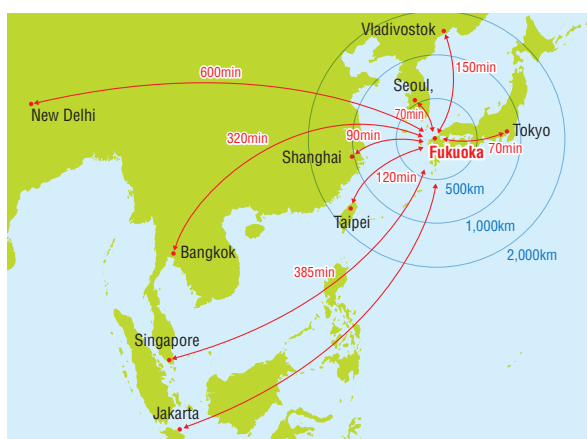 Vladivostok
600min
150min
Seoul,
New Delhi
70min
320min
90min
Tokyo
Shanghai
Fukuoka
70min
120min
500km
Taipei
1,000km
Bangkok
2,000km
385min
Singapore
Jakarta